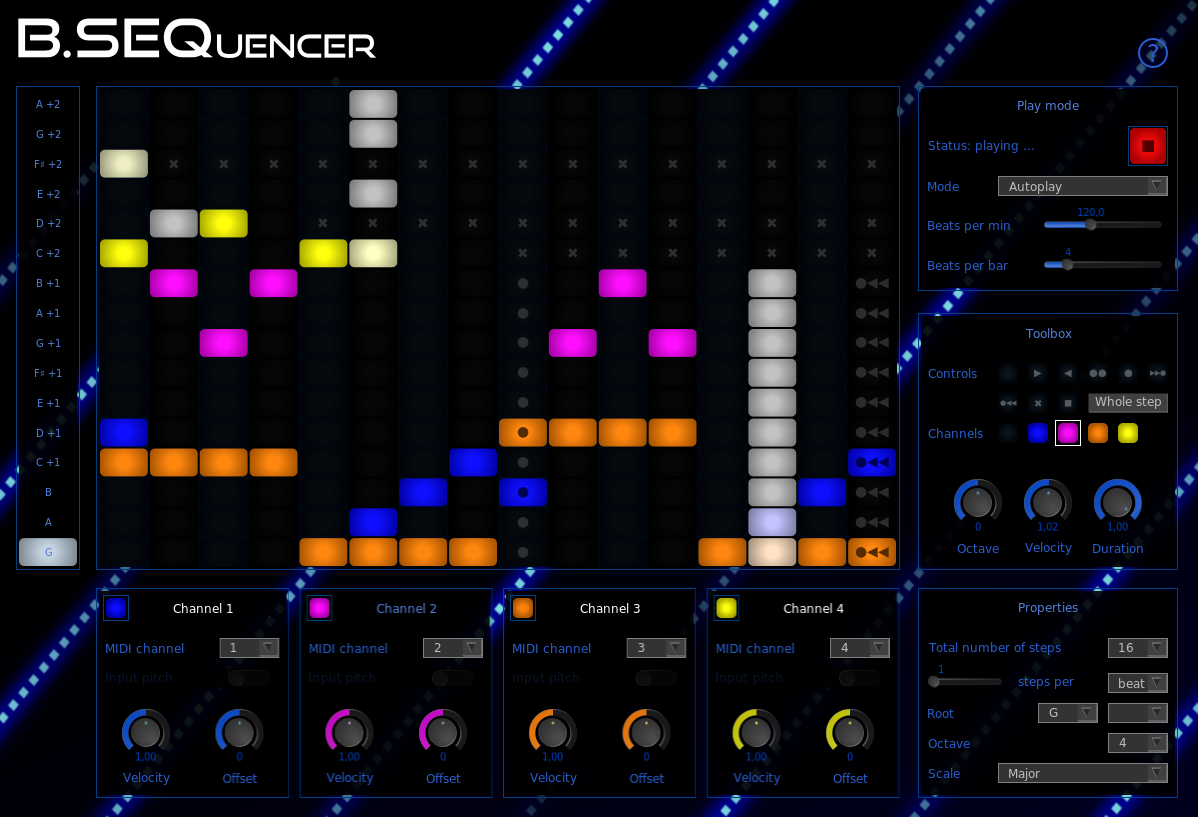 B.SEQuencer
?
A +2
G +2
F♯ +2
E +2
D +2
C +2
B +1
A +1
G +1
F♯ +1
E +1
D +1
C +1
B
A
G
Play mode
Status: playing ...
Mode Autoplay
120,0
Beats per min
4
Beats per bar
Toolbox
Controls
Whole step
Channels
0 1,02 1,00
Octave Velocity Duration
Channel 1
MIDI channel 1
Input pitch
1,00 0
Velocity Offset
Channel 2
MIDI channel 2
Input pitch
1,00 0
Velocity Offset
Channel 3
MIDI channel 3
Input pitch
1,00 0
Velocity Offset
Channel 4
MIDI channel 4
Input pitch
1,00 0
Velocity Offset
Properties
Total number of steps 16
1
steps per beat
Root G
Octave 4
Scale Major